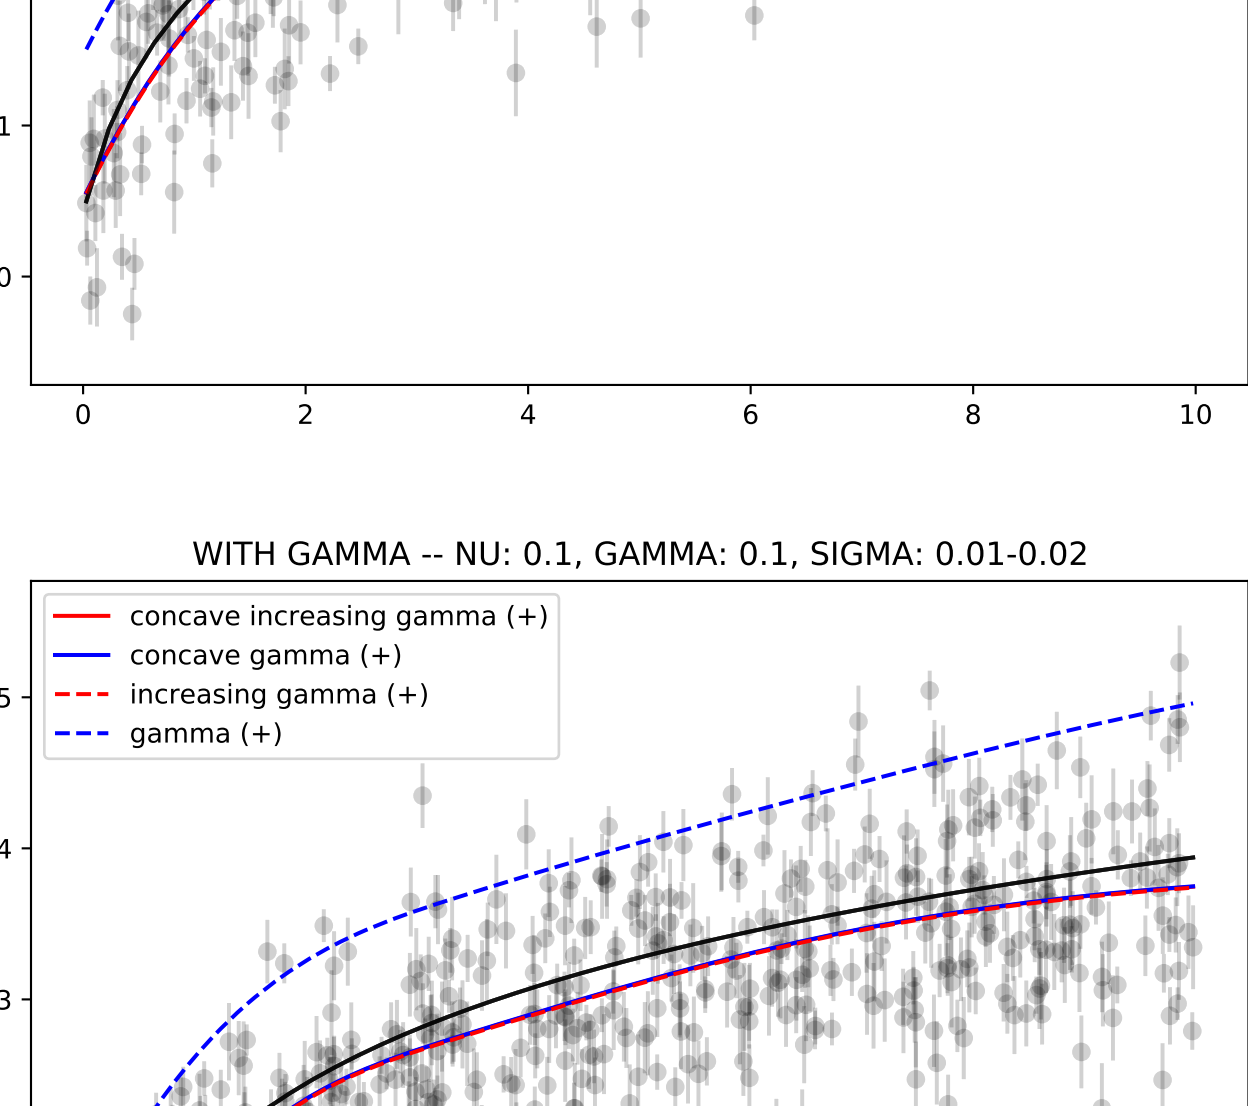 1
0
0 2 4 6 8 10
WITH GAMMA -- NU: 0.1, GAMMA: 0.1, SIGMA: 0.01-0.02
concave increasing gamma (+)
concave gamma (+)
increasing gamma (+)
gamma (+)
5
4
3